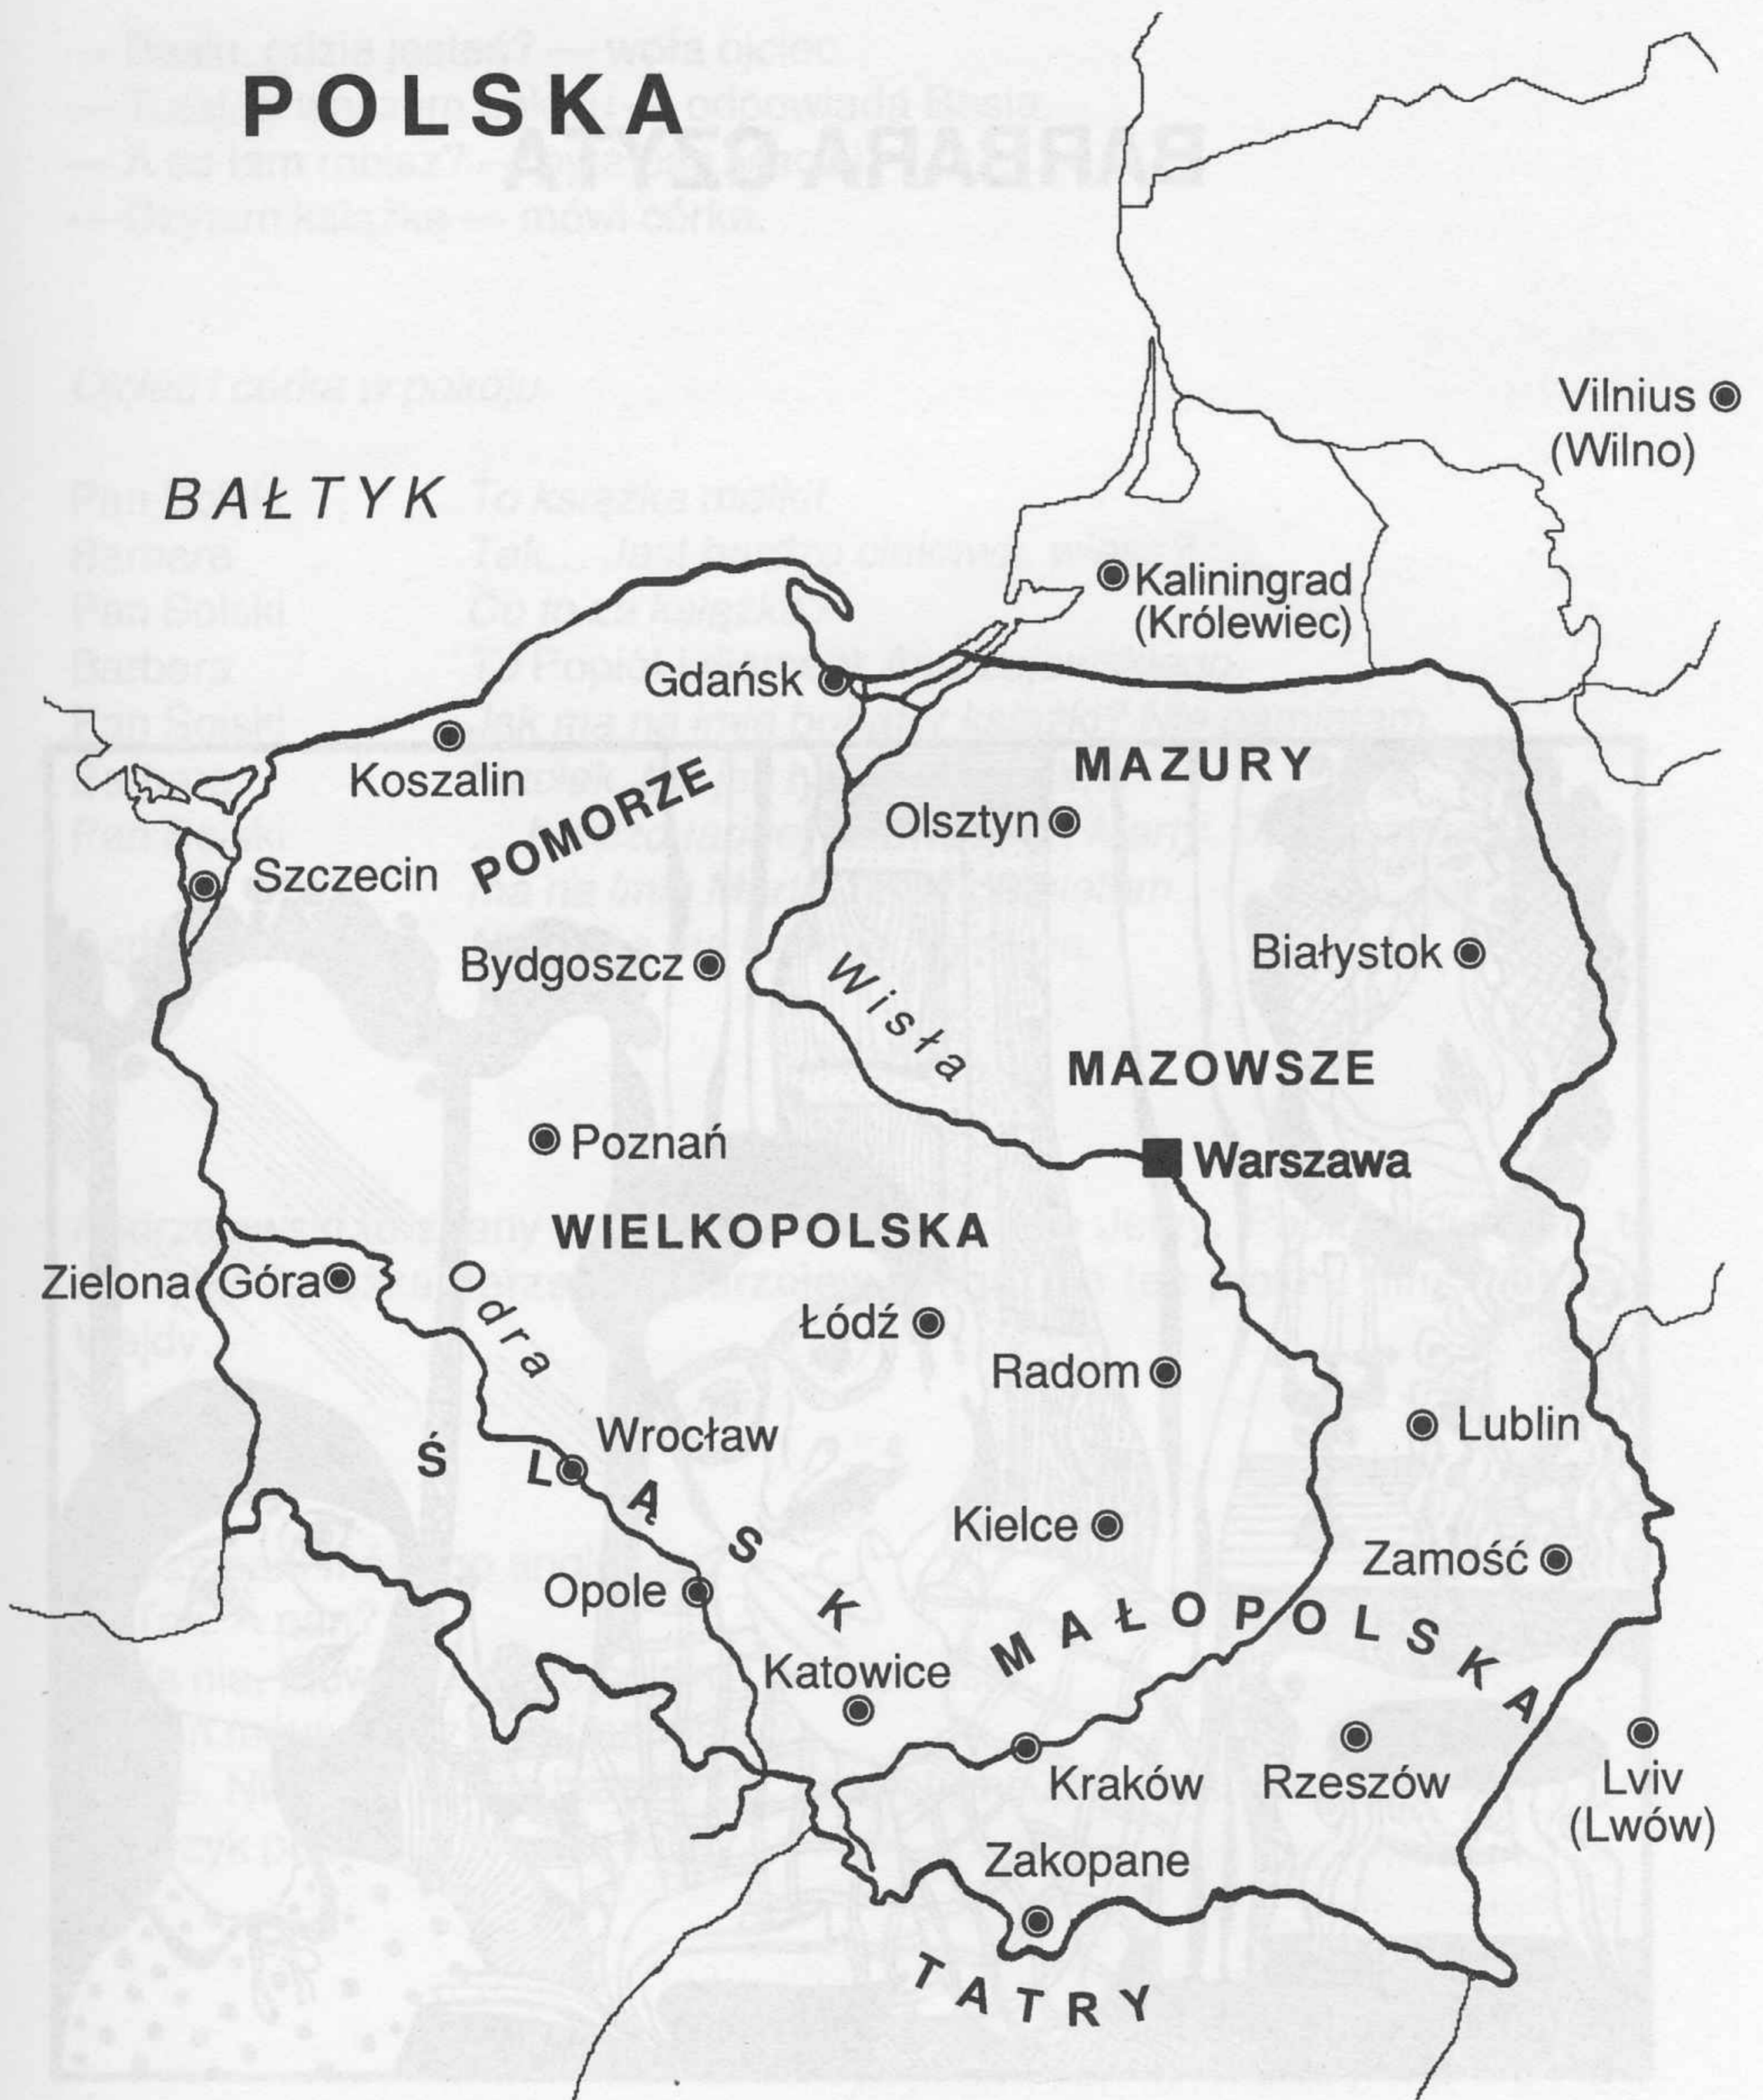 POLSKA
BARBARA CZYTA
Vilnius
(Wilno)
BAŁTYK
Kaliningrad
(Królewiec)
Gdańsk
Koszalin
POMORZE
MAZURY
Olsztyn
Szczecin
Bydgoszcz
Wisła
Białystok
MAZOWSZE
Poznań
Warszawa
WIELKOPOLSKA
Zielona Góra
Odra
Łódź
Radom
Wrocław
Lublin
ŚLĄSK
Kielce
Zamość
Opole
MAŁOPOLSKA
Katowice
Kraków
Rzeszów
Lviv
(Lwów)
Zakopane
TATRY